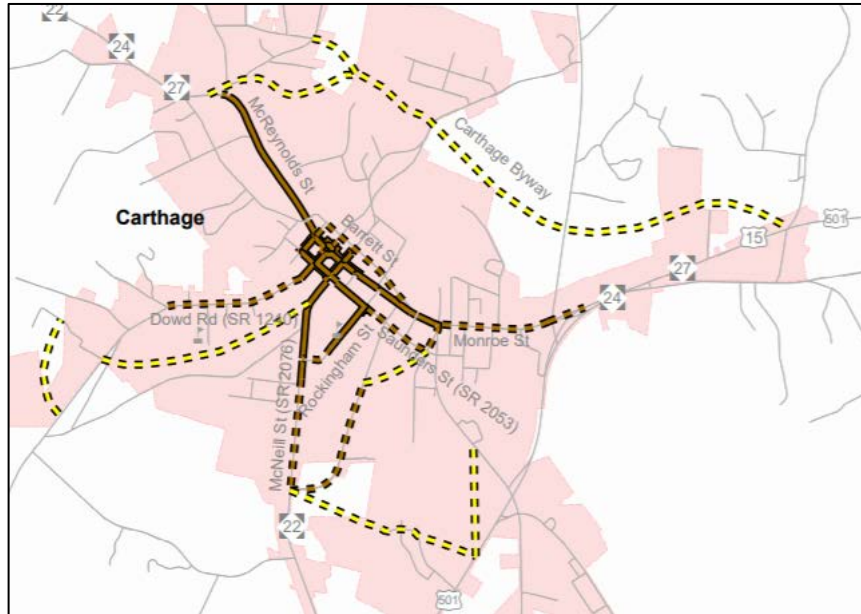 22
24
27
McReynolds St
Carthage Byway
Carthage
Barrett St
501
15
27
24
Dowd Rd (SR 1240)
Monroe St
Saunders St (SR 2053)
Rockingham St
McNeill St (SR 2076)
22
501